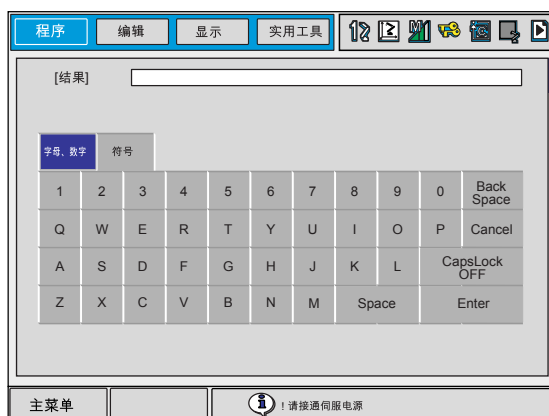 程序 编辑 显示 实用工具
[结果]
字母、数字 符号
1 2 3 4 5 6 7 8 9 0 Back Space
Q W E R T Y U I O P Cancel
A S D F G H J K L CapsLock OFF
Z X C V B N M Space Enter
主菜单 ! 请接通伺服电源